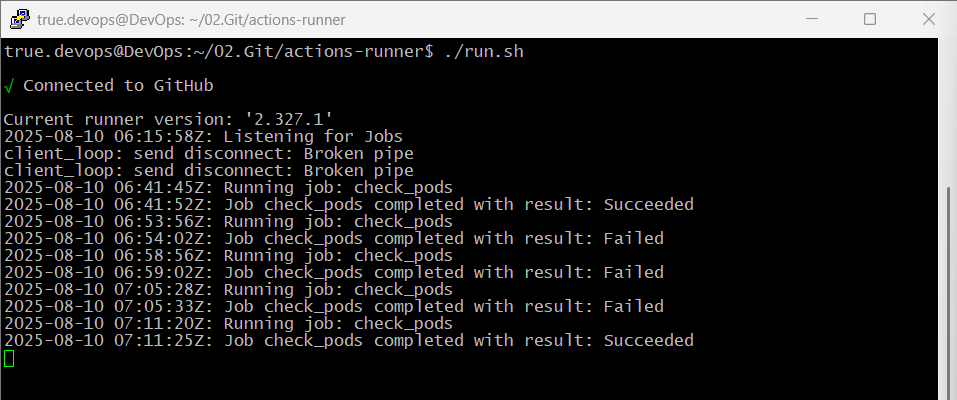 true.devops@DevOps: ~/02.Git/actions-runner
true.devops@DevOps:~/02.Git/actions-runner$ ./run.sh
√ Connected to GitHub
Current runner version: '2.327.1'
2025-08-10 06:15:58Z: Listening for Jobs
client_loop: send disconnect: Broken pipe
client_loop: send disconnect: Broken pipe
2025-08-10 06:41:45Z: Running job: check_pods
2025-08-10 06:41:52Z: Job check_pods completed with result: Succeeded
2025-08-10 06:53:56Z: Running job: check_pods
2025-08-10 06:54:02Z: Job check_pods completed with result: Failed
2025-08-10 06:58:56Z: Running job: check_pods
2025-08-10 06:59:02Z: Job check_pods completed with result: Failed
2025-08-10 07:05:28Z: Running job: check_pods
2025-08-10 07:05:33Z: Job check_pods completed with result: Failed
2025-08-10 07:11:20Z: Running job: check_pods
2025-08-10 07:11:25Z: Job check_pods completed with result: Succeeded